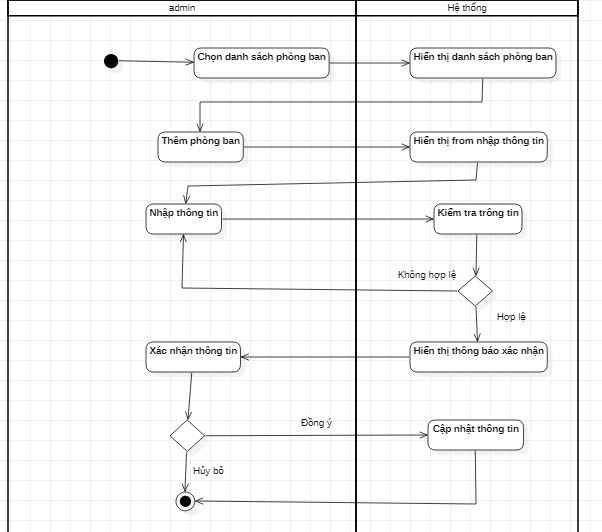 admin
Hệ thống
Chọn danh sách phòng ban
Hiển thị danh sách phòng ban
Thêm phòng ban
Hiển thị from nhập thông tin
Nhập thông tin
Kiểm tra trông tin
Không hợp lệ
Hợp lệ
Xác nhận thông tin
Hiển thị thông báo xác nhận
Đồng ý
Cập nhật thông tin
Hủy bỏ